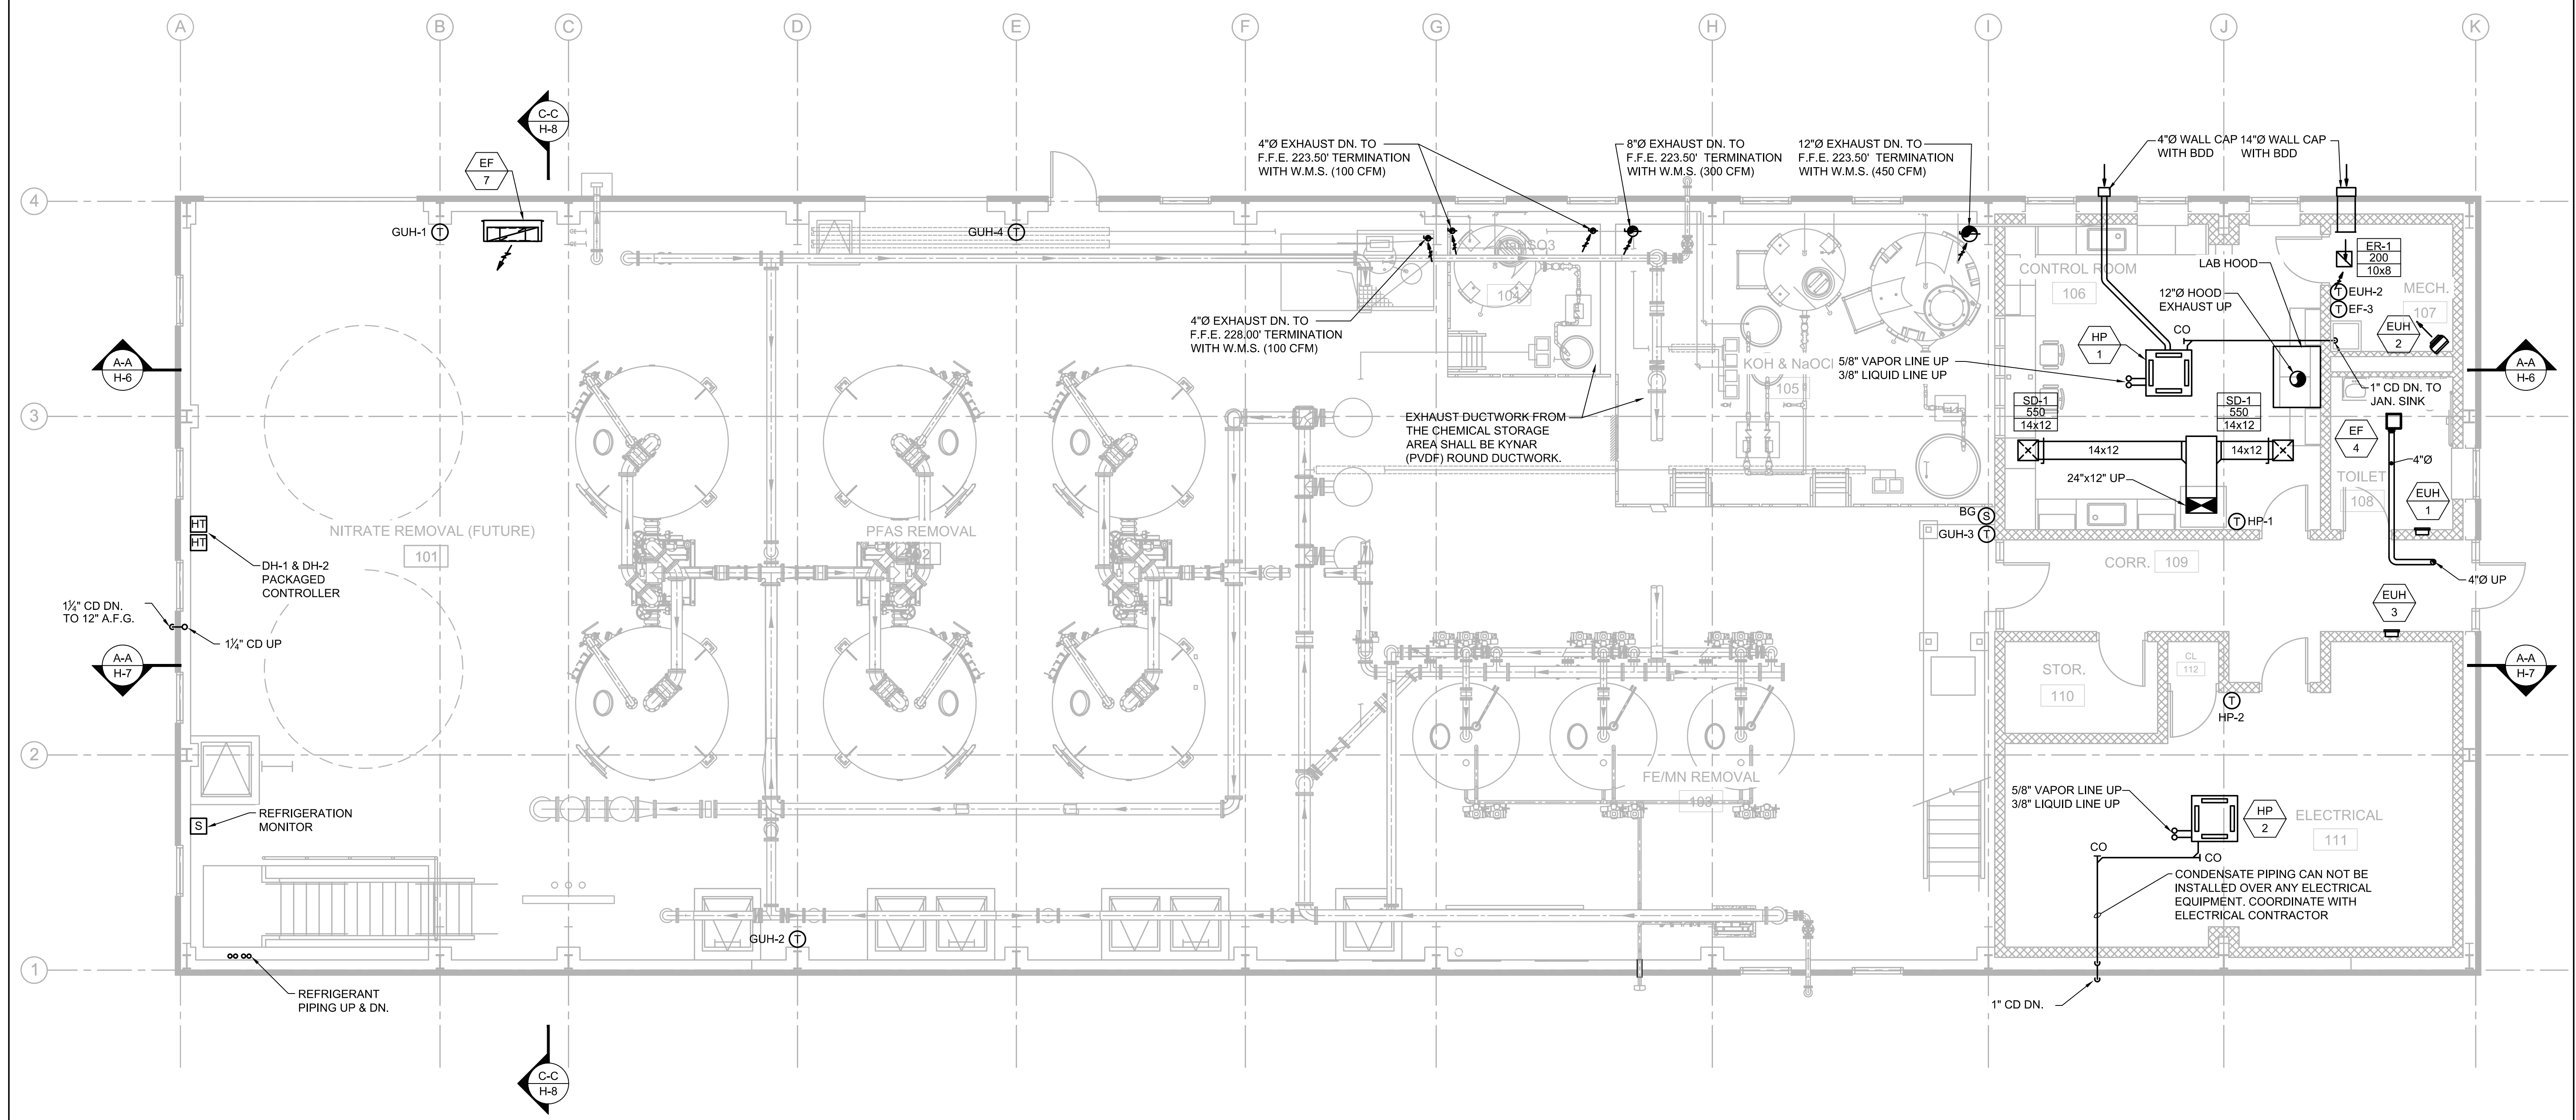 A
B
C
D
E
F
G
H
I
J
K
C-C
H-8
EF
7
4"Ø EXHAUST DN. TO
F.F.E. 223.50' TERMINATION
WITH W.M.S. (100 CFM)
8"Ø EXHAUST DN. TO
F.F.E. 223.50' TERMINATION
WITH W.M.S. (300 CFM)
12"Ø EXHAUST DN. TO
F.F.E. 223.50' TERMINATION
WITH W.M.S. (450 CFM)
4"Ø WALL CAP
WITH BDD
14"Ø WALL CAP
WITH BDD
4
GUH-1
T
GUH-4
T
104
CONTROL ROOM
106
LAB HOOD
12"Ø HOOD
EXHAUST UP
ER-1
200
10x8
T
EUH-2
T
EF-3
MECH.
107
EUH
2
4"Ø EXHAUST DN. TO
F.F.E. 228.00' TERMINATION
WITH W.M.S. (100 CFM)
HP
1
CO
A-A
H-6
KOH & NaOCl
105
5/8" VAPOR LINE UP
3/8" LIQUID LINE UP
A-A
H-6
1" CD DN. TO
JAN. SINK
3
EXHAUST DUCTWORK FROM
THE CHEMICAL STORAGE
AREA SHALL BE KYNAR
(PVDF) ROUND DUCTWORK.
SD-1
550
14x12
SD-1
550
14x12
14x12
14x12
24"x12" UP
EF
4
4"Ø
TOILET
108
EUH
1
NITRATE REMOVAL (FUTURE)
101
PFAS REMOVAL
HT
HT
DH-1 & DH-2
PACKAGED
CONTROLLER
BG
S
GUH-3
T
T
HP-1
CORR.
109
4"Ø UP
EUH
3
1¼" CD DN.
TO 12" A.F.G.
1¼" CD UP
A-A
H-7
STOR.
110
CL
112
T
HP-2
A-A
H-7
2
FE/MN REMOVAL
103
S
REFRIGERATION
MONITOR
5/8" VAPOR LINE UP
3/8" LIQUID LINE UP
HP
2
ELECTRICAL
111
CO
CO
CONDENSATE PIPING CAN NOT BE
INSTALLED OVER ANY ELECTRICAL
EQUIPMENT. COORDINATE WITH
ELECTRICAL CONTRACTOR
GUH-2
T
1
REFRIGERANT
PIPING UP & DN.
1" CD DN.
C-C
H-8